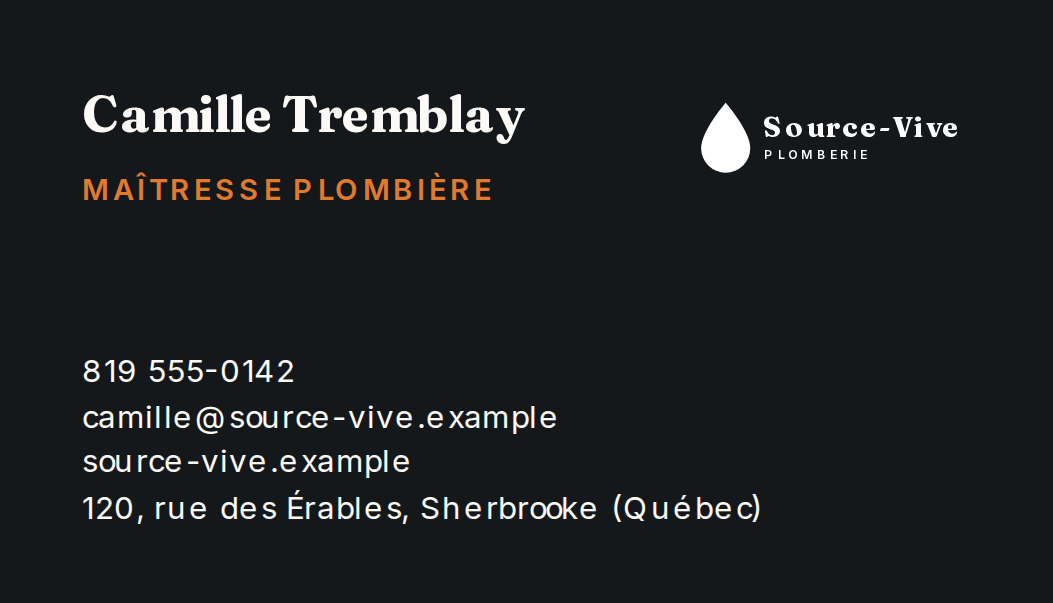 Camille Tremblay
MAÎTRESSE PLOMBIÈRE
Source-Vive
PLOMBERIE
819 555-0142
camille@source-vive.example
source-vive.example
120, rue des Érables, Sherbrooke (Québec)